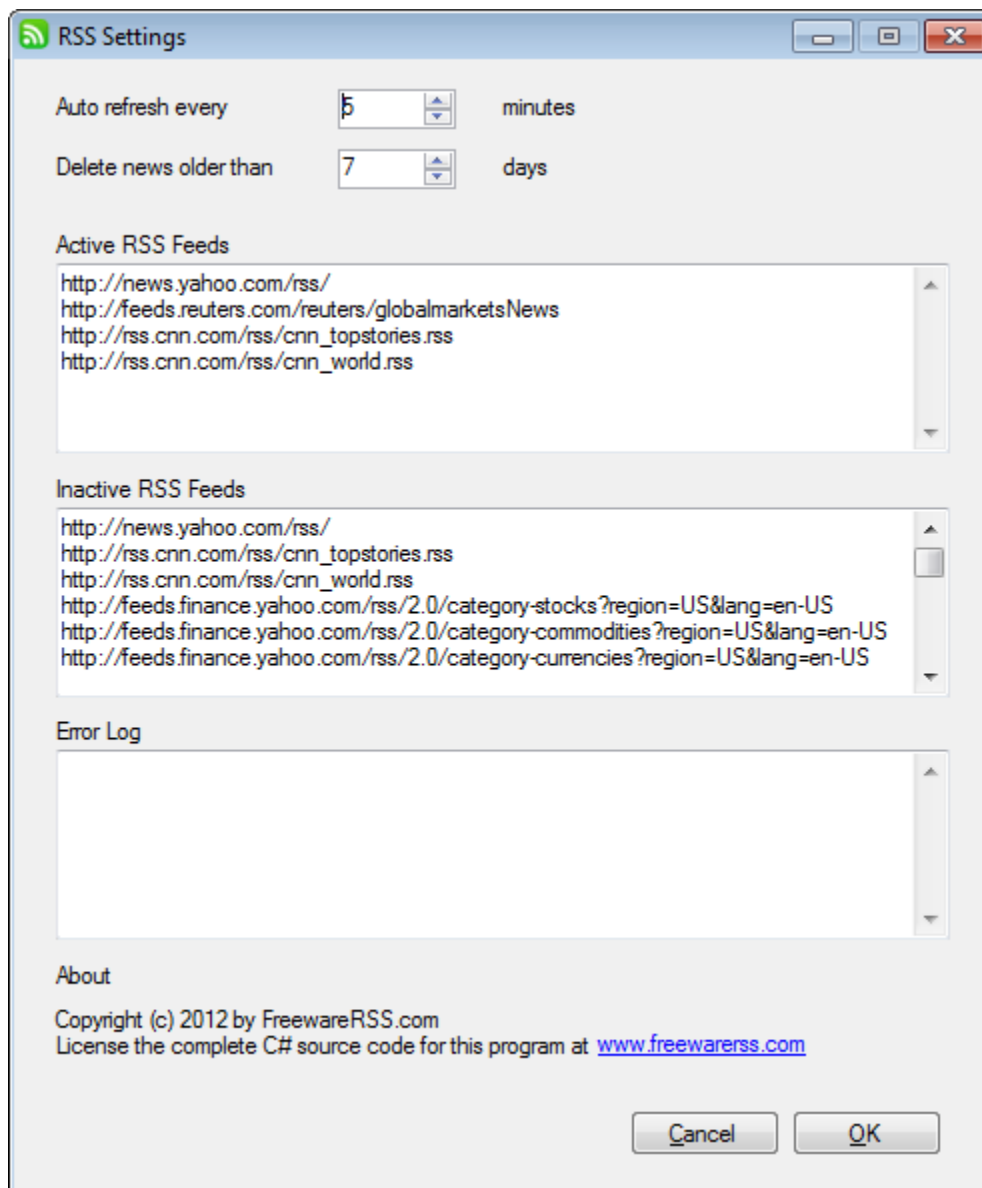 RSS Settings
Auto refresh every 5 minutes
Delete news older than 7 days
Active RSS Feeds
http://news.yahoo.com/rss/
http://feeds.reuters.com/reuters/globalmarketsNews
http://rss.cnn.com/rss/cnn_topstories.rss
http://rss.cnn.com/rss/cnn_world.rss
Inactive RSS Feeds
http://news.yahoo.com/rss/
http://rss.cnn.com/rss/cnn_topstories.rss
http://rss.cnn.com/rss/cnn_world.rss
http://feeds.finance.yahoo.com/rss/2.0/category-stocks?region=US&lang=en-US
http://feeds.finance.yahoo.com/rss/2.0/category-commodities?region=US&lang=en-US
http://feeds.finance.yahoo.com/rss/2.0/category-currencies?region=US&lang=en-US
Error Log
About
Copyright (c) 2012 by FreewareRSS.com
License the complete C# source code for this program at www.freewarerss.com
Cancel OK